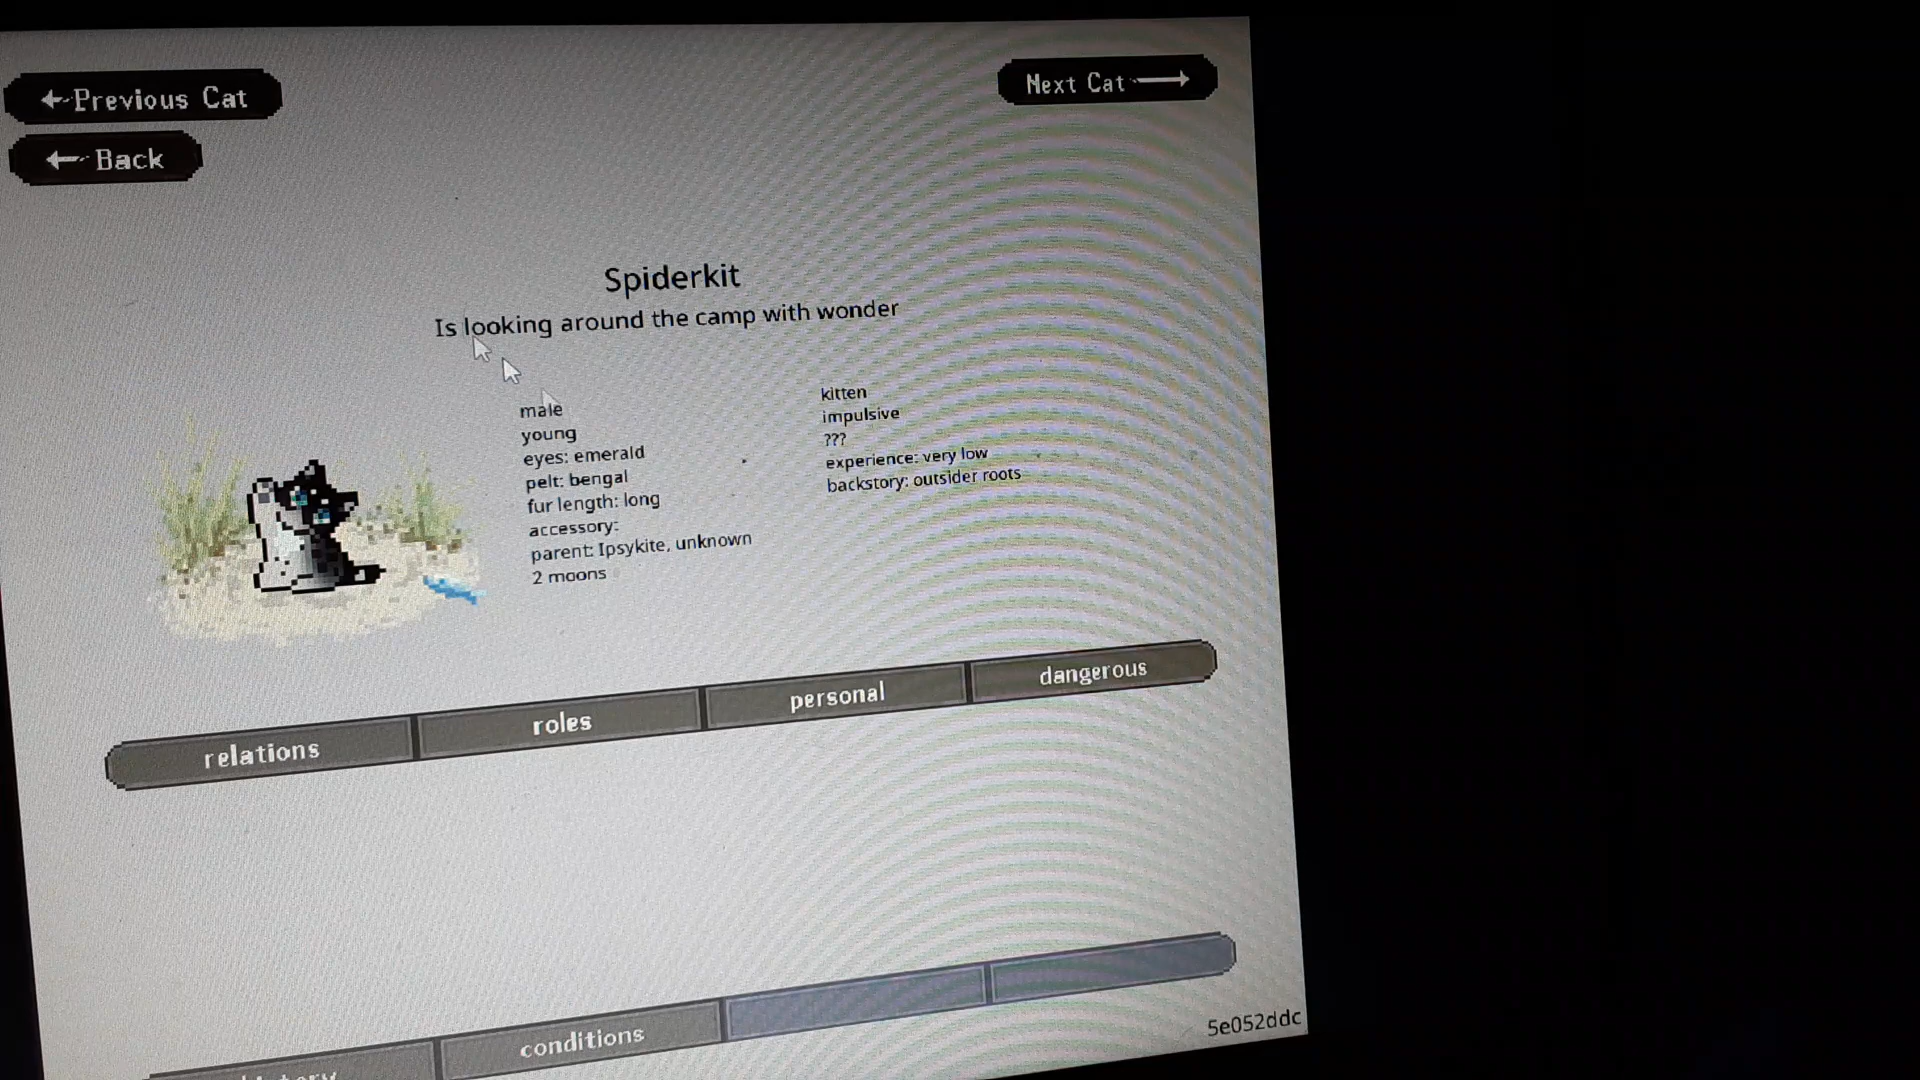 Previous Cat
Next Cat
Back
Spiderkit
Is looking around the camp with wonder
male
young
eyes: emerald
pelt: bengal
fur length: long
accessory:
parent: Ipsykite, unknown
2 moons
kitten
impulsive
???
experience: very low
backstory: outsider roots
relations
roles
personal
dangerous
conditions
5e052ddc